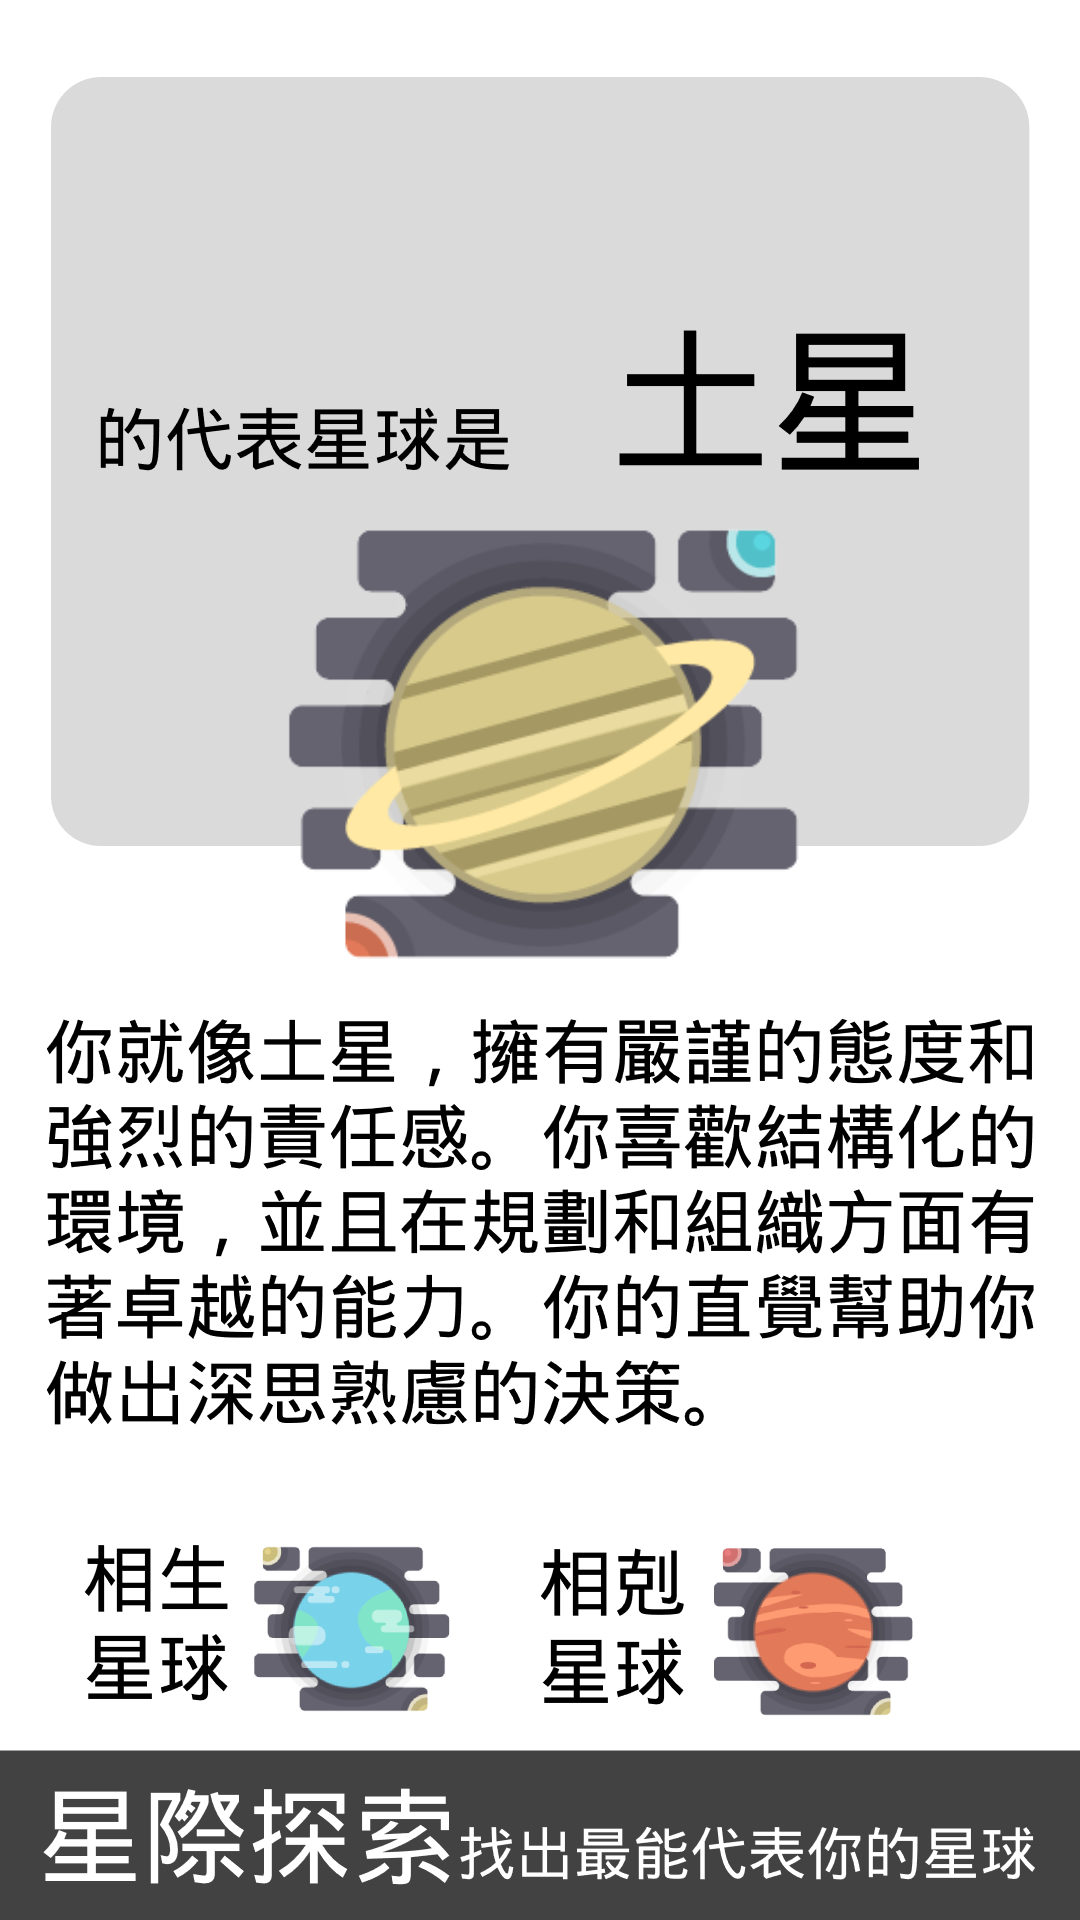 的代表星球是 土星
你就像土星，擁有嚴謹的態度和
強烈的責任感。你喜歡結構化的
環境，並且在規劃和組織方面有
著卓越的能力。你的直覺幫助你
做出深思熟慮的決策。
相生
星球
相剋
星球
星際探索找出最能代表你的星球